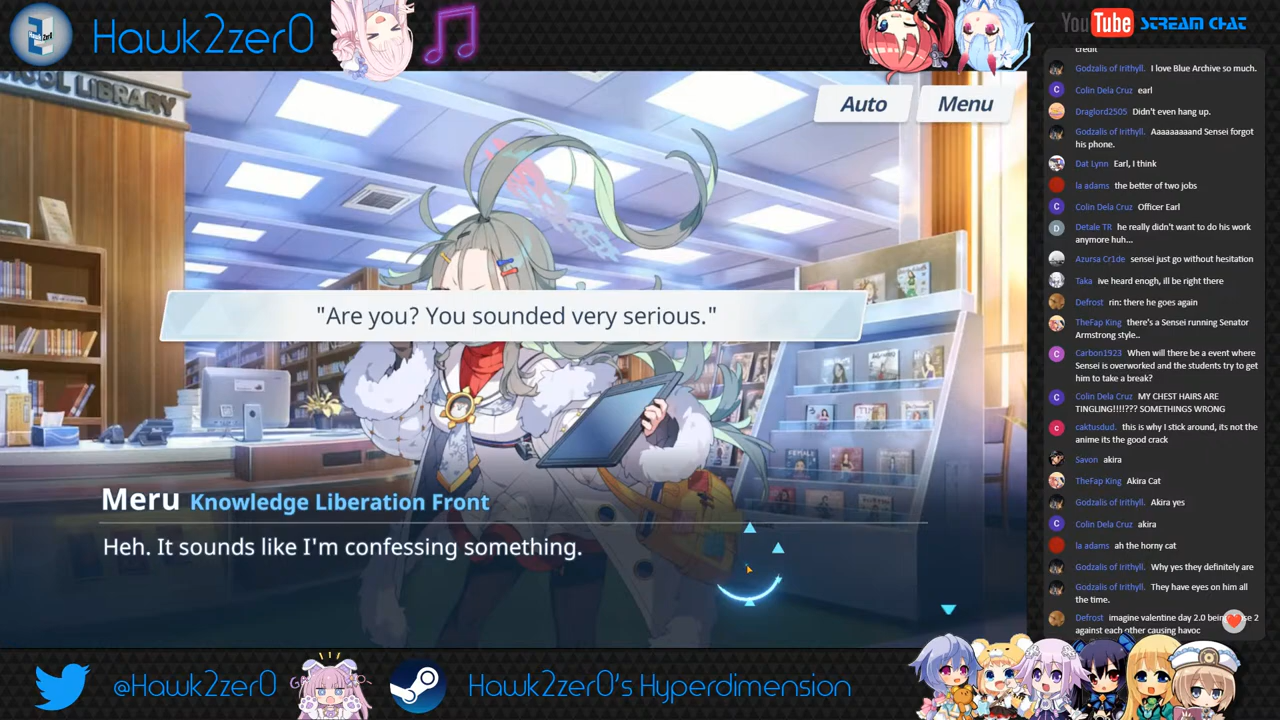 Hawk2zer0
YouTube STREAM CHAT
OOL LIBRARY
Auto
Menu
"Are you? You sounded very serious."
Meru Knowledge Liberation Front
Heh. It sounds like I'm confessing something.
credit
Godzalis of Irithyll. I love Blue Archive so much.
Colin Dela Cruz earl
Draglord2505 Didn't even hang up.
Godzalis of Irithyll. Aaaaaaaaand Sensei forgot
his phone.
Dat Lynn Earl, I think
la adams the better of two jobs
Colin Dela Cruz Officer Earl
Detale TR he really didn't want to do his work
anymore huh...
Azursa Cr1de sensei just go without hesitation
Taka ive heard enogh, ill be right there
Defrost rin: there he goes again
TheFap King there's a Sensei running Senator
Armstrong style..
Carbon1923 When will there be a event where
Sensei is overworked and the students try to get
him to take a break?
Colin Dela Cruz MY CHEST HAIRS ARE
TINGLING!!!!??? SOMETHINGS WRONG
caktusdud. this is why I stick around, its not the
anime its the good crack
Savon akira
TheFap King Akira Cat
Godzalis of Irithyll. Akira yes
Colin Dela Cruz akira
la adams ah the horny cat
Godzalis of Irithyll. Why yes they definitely are
Godzalis of Irithyll. They have eyes on him all
the time.
Defrost imagine valentine day 2.0 bein se 2
against each other causing havoc
@Hawk2zer0
Hawk2zer0's Hyperdimension